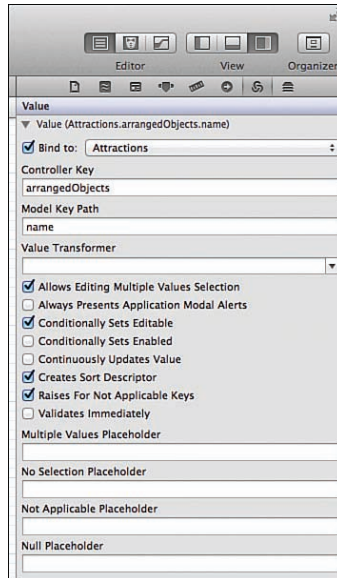 Editor View Organizer
Value
Value (Attractions.arrangedObjects.name)
Bind to: Attractions
Controller Key
arrangedObjects
Model Key Path
name
Value Transformer
Allows Editing Multiple Values Selection
Always Presents Application Modal Alerts
Conditionally Sets Editable
Conditionally Sets Enabled
Continuously Updates Value
Creates Sort Descriptor
Raises For Not Applicable Keys
Validates Immediately
Multiple Values Placeholder
No Selection Placeholder
Not Applicable Placeholder
Null Placeholder